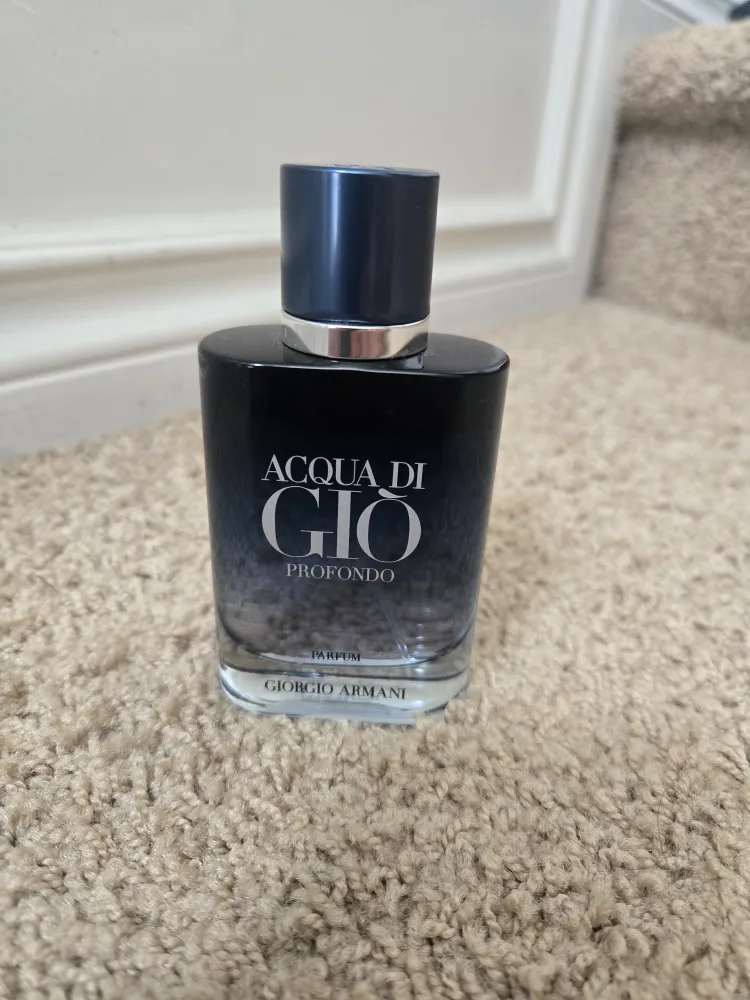 ACQUA DI
GIÒ
PROFONDO
PARFUM
GIORGIO ARMANI